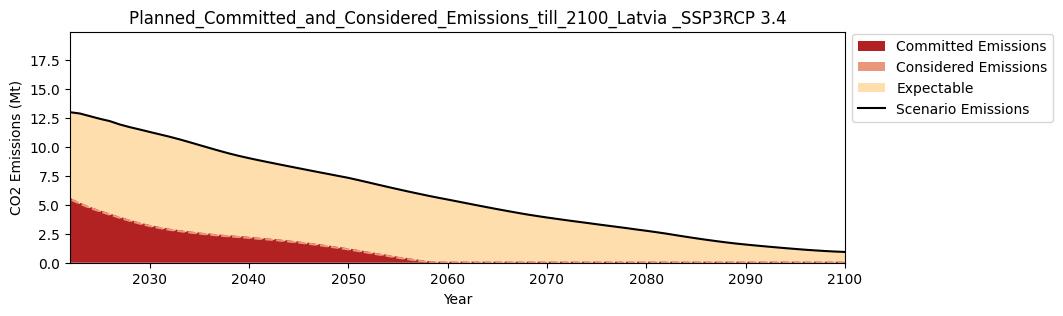 Planned_Committed_and_Considered_Emissions_till_2100_Latvia _SSP3RCP 3.4
Committed Emissions
Considered Emissions
Expectable
Scenario Emissions
CO2 Emissions (Mt)
17.5
15.0
12.5
10.0
7.5
5.0
2.5
0.0
2030 2040 2050 2060 2070 2080 2090 2100
Year